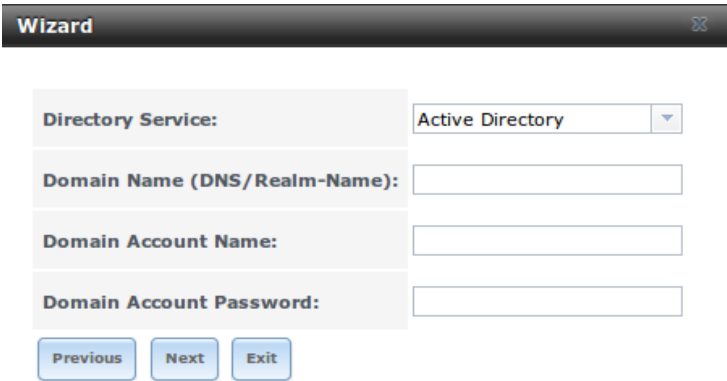 Wizard
Directory Service: Active Directory
Domain Name (DNS/Realm-Name):
Domain Account Name:
Domain Account Password:
Previous Next Exit